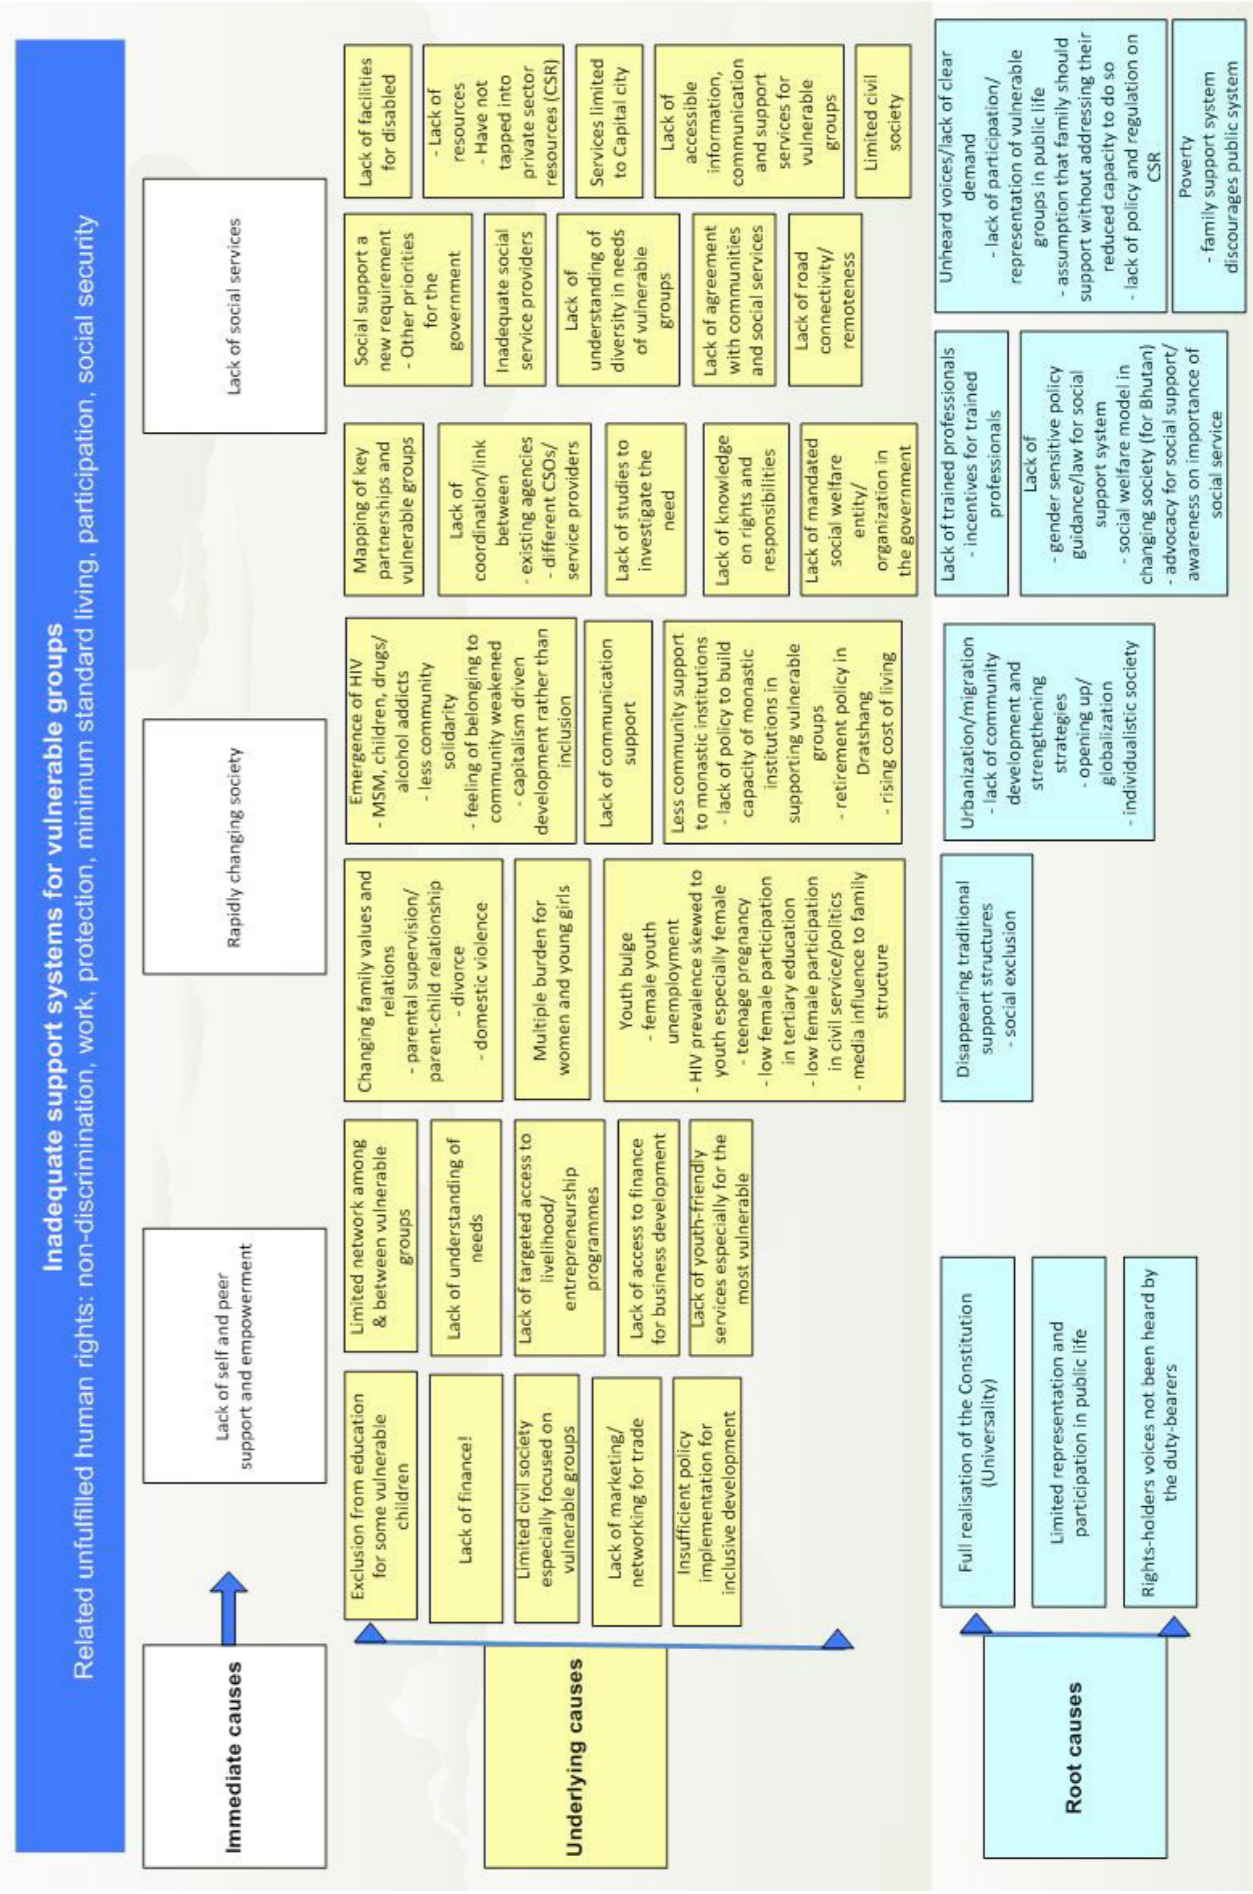 Inadequate support systems for vulnerable groups
Related unfulfilled human rights: non-discrimination, work, protection, minimum standard living, participation, social security
Immediate causes
Lack of self and peer
support and empowerment
Rapidly changing society
Lack of social services
Underlying causes
Exclusion from education
for some vulnerable
children
Lack of finance!
Limited civil society
especially focused on
vulnerable groups
Lack of marketing/
networking for trade
Insufficient policy
implementation for
inclusive development
Limited network among
& between vulnerable
groups
Lack of understanding of
needs
Lack of targeted access to
livelihood/
entrepreneurship
programmes
Lack of access to finance
for business development
Lack of youth-friendly
services especially for the
most vulnerable
Changing family values and
relations
- parental supervision/
parent-child relationship
- divorce
- domestic violence
Multiple burden for
women and young girls
Youth bulge
- female youth
unemployment
- HIV prevalence skewed to
youth especially female
- teenage pregnancy
- low female participation
in tertiary education
- low female participation
in civil service/politics
- media influence to family
structure
Emergence of HIV
- MSM, children, drugs/
alcohol addicts
- less community
solidarity
- feeling of belonging to
community weakened
- capitalism driven
development rather than
inclusion
Lack of communication
support
Less community support
to monastic institutions
- lack of policy to build
capacity of monastic
institutions in
supporting vulnerable
groups
- retirement policy in
Dratshang
- rising cost of living
Mapping of key
partnerships and
vulnerable groups
Lack of
coordination/link
between
- existing agencies
- different CSOs/
service providers
Lack of studies to
investigate the
need
Lack of knowledge
on rights and
responsibilities
Lack of mandated
social welfare
entity/
organization in
the government
Social support a
new requirement
- Other priorities
for the
government
Inadequate social
service providers
Lack of
understanding of
diversity in needs
of vulnerable
groups
Lack of agreement
with communities
and social services
Lack of road
connectivity/
remoteness
Lack of facilities
for disabled
- Lack of
resources
- Have not
tapped into
private sector
resources (CSR)
Services limited
to Capital city
Lack of
accessible
information,
communication
and support
services for
vulnerable
groups
Limited civil
society
Root causes
Full realisation of the Constitution
(Universality)
Limited representation and
participation in public life
Rights-holders voices not been heard by
the duty-bearers
Disappearing traditional
support structures
- social exclusion
Urbanization/migration
- lack of community
development and
strengthening
strategies
- opening up/
globalization
- individualistic society
Lack of trained professionals
- incentives for trained
professionals
Lack of
- gender sensitive policy
guidance/law for social
support system
- social welfare model in
changing society (for Bhutan)
- advocacy for social support/
awareness on importance of
social service
Unheard voices/lack of clear
demand
- lack of participation/
representation of vulnerable
groups in public life
- assumption that family should
support without addressing their
reduced capacity to do so
- lack of policy and regulation on
CSR
Poverty
- family support system
discourages public system